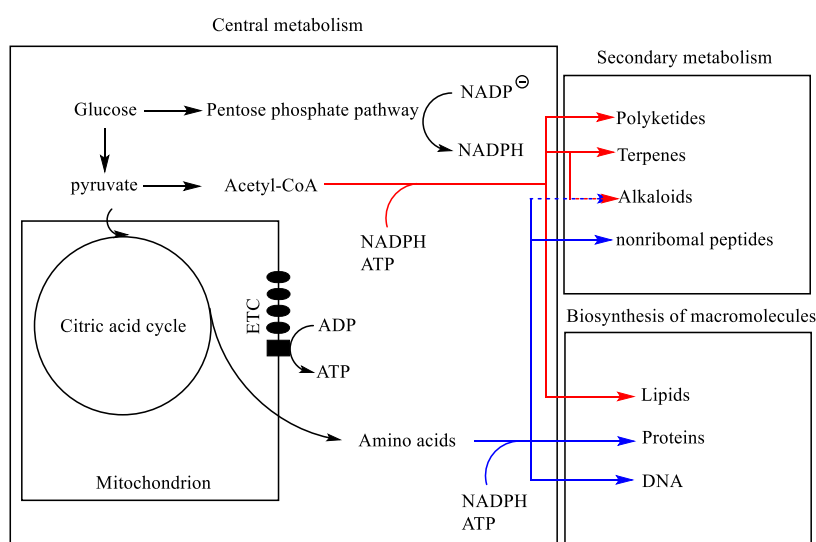 Central metabolism
Secondary metabolism
Glucose
Pentose phosphate pathway
NADP⊖
NADPH
Polyketides
Terpenes
Alkaloids
nonribomal peptides
pyruvate
Acetyl-CoA
NADPH
ATP
Citric acid cycle
ETC
ADP
ATP
Mitochondrion
Amino acids
NADPH
ATP
Biosynthesis of macromolecules
Lipids
Proteins
DNA